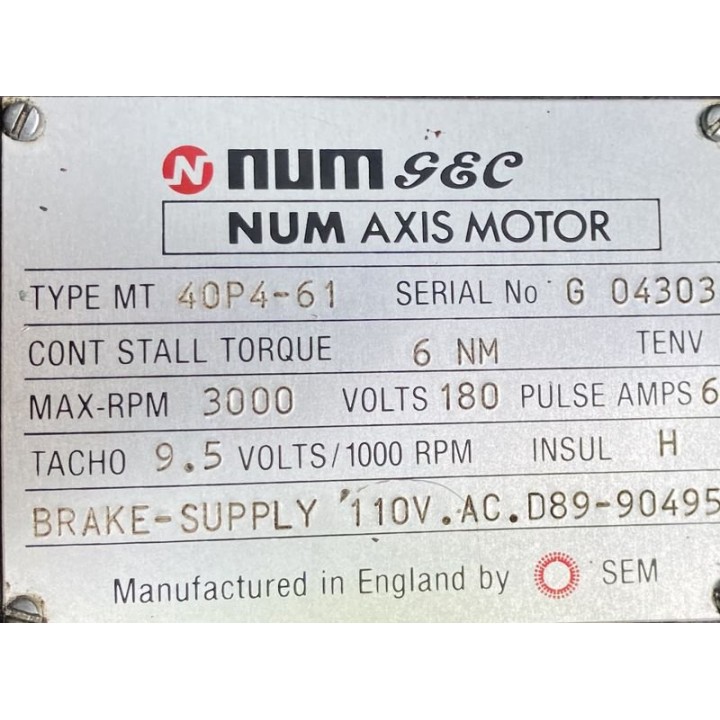 N num GEC
NUM AXIS MOTOR
TYPE MT 40P4-61 SERIAL No G 04303
CONT STALL TORQUE 6 NM TENV
MAX-RPM 3000 VOLTS 180 PULSE AMPS 6
TACHO 9.5 VOLTS/1000 RPM INSUL H
BRAKE-SUPPLY 110V.AC.D89-90495
Manufactured in England by SEM